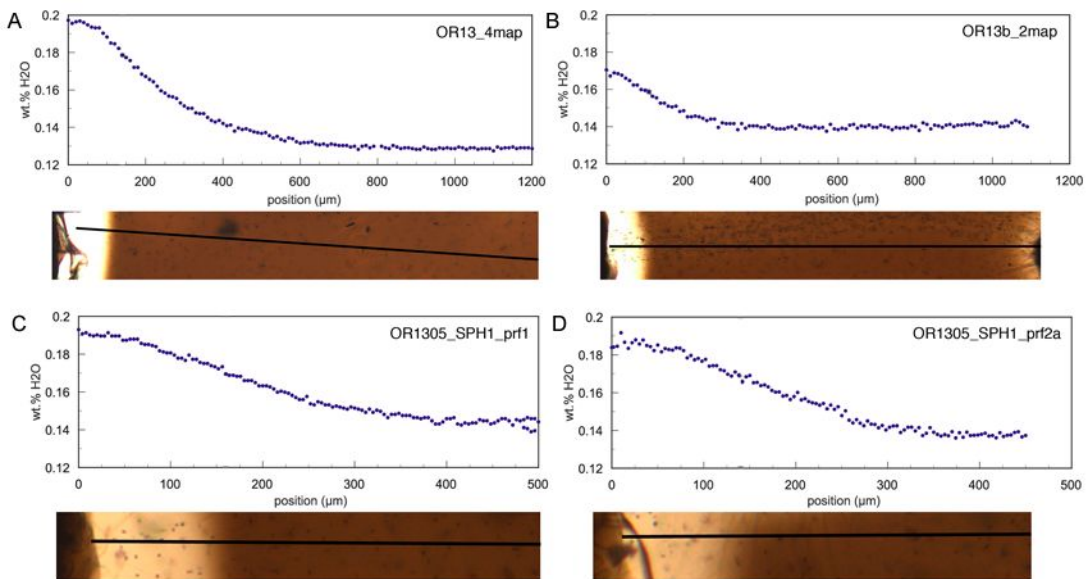 A
OR13_4map
0.2
0.18
0.16
0.14
0.12
wt.% H2O
0 200 400 600 800 1000 1200
position (µm)
B
OR13b_2map
0.2
0.18
0.16
0.14
0.12
wt.% H2O
0 200 400 600 800 1000 1200
position (µm)
C
OR1305_SPH1_prf1
0.2
0.18
0.16
0.14
0.12
wt.% H2O
0 100 200 300 400 500
position (µm)
D
OR1305_SPH1_prf2a
0.2
0.18
0.16
0.14
0.12
wt.% H2O
0 100 200 300 400 500
position (µm)